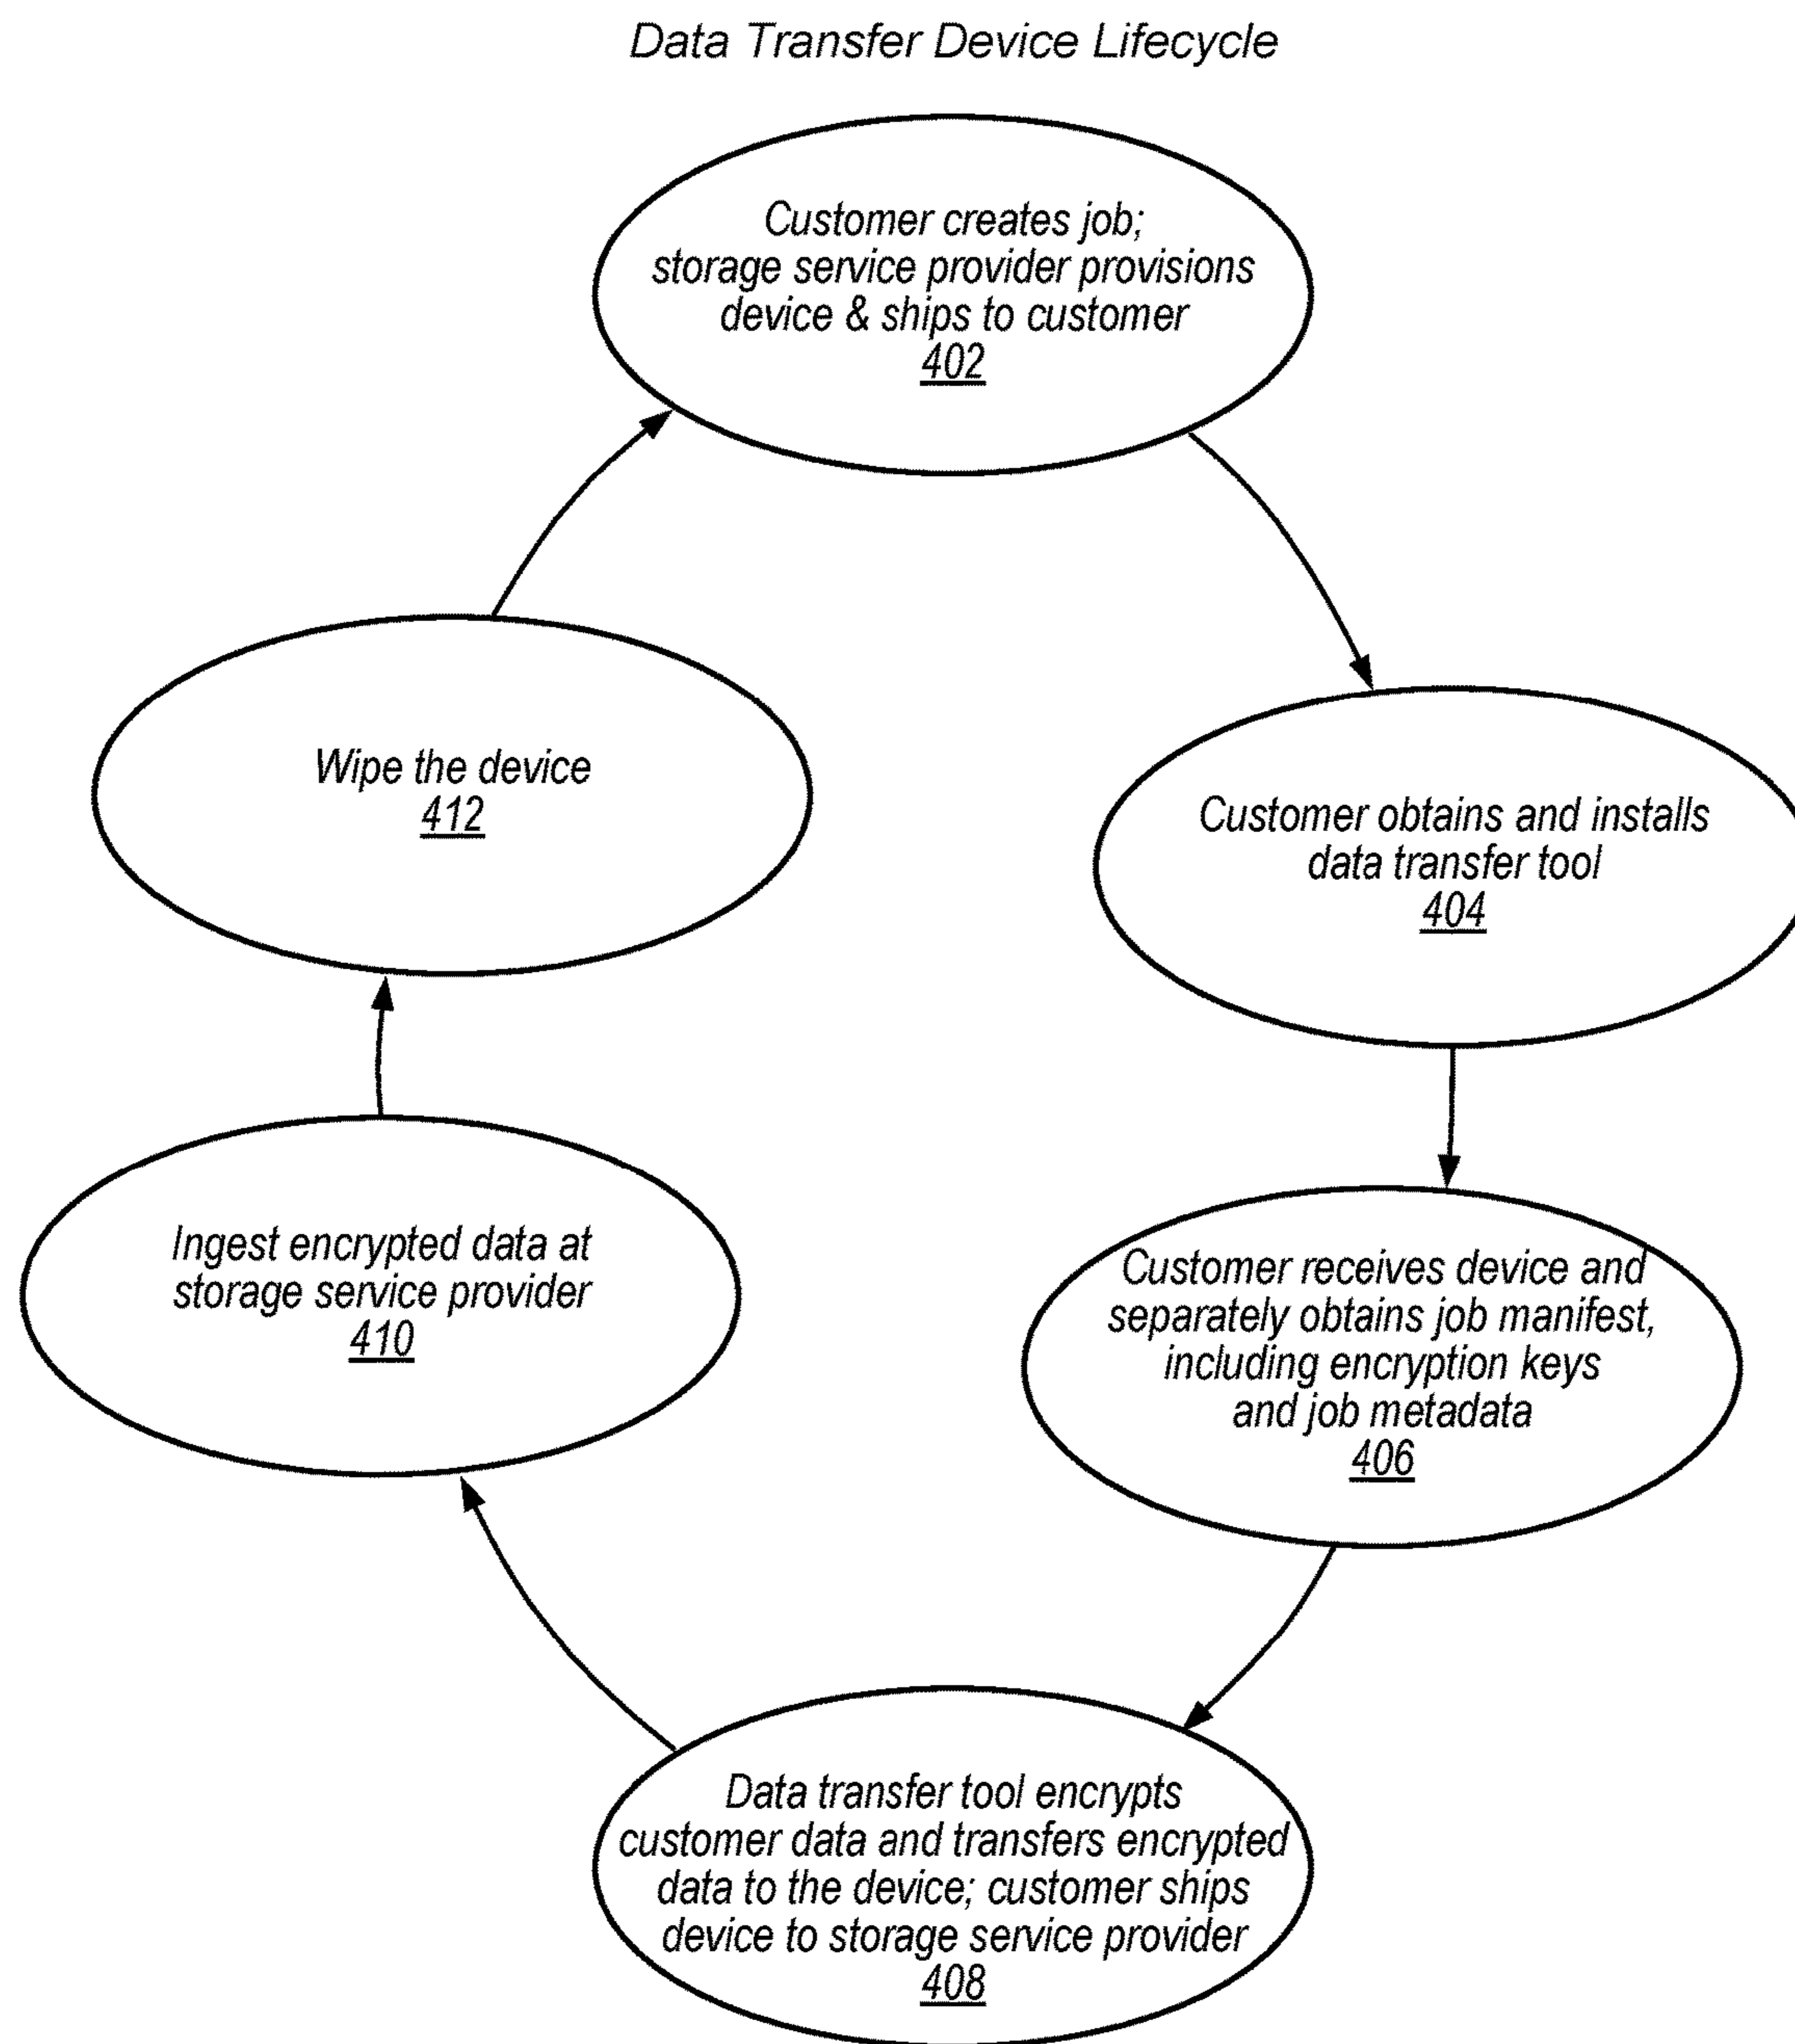 Data Transfer Device Lifecycle
Customer creates job;
storage service provider provisions
device & ships to customer
402
Customer obtains and installs
data transfer tool
404
Customer receives device and
separately obtains job manifest,
including encryption keys
and job metadata
406
Data transfer tool encrypts
customer data and transfers encrypted
data to the device; customer ships
device to storage service provider
408
Ingest encrypted data at
storage service provider
410
Wipe the device
412